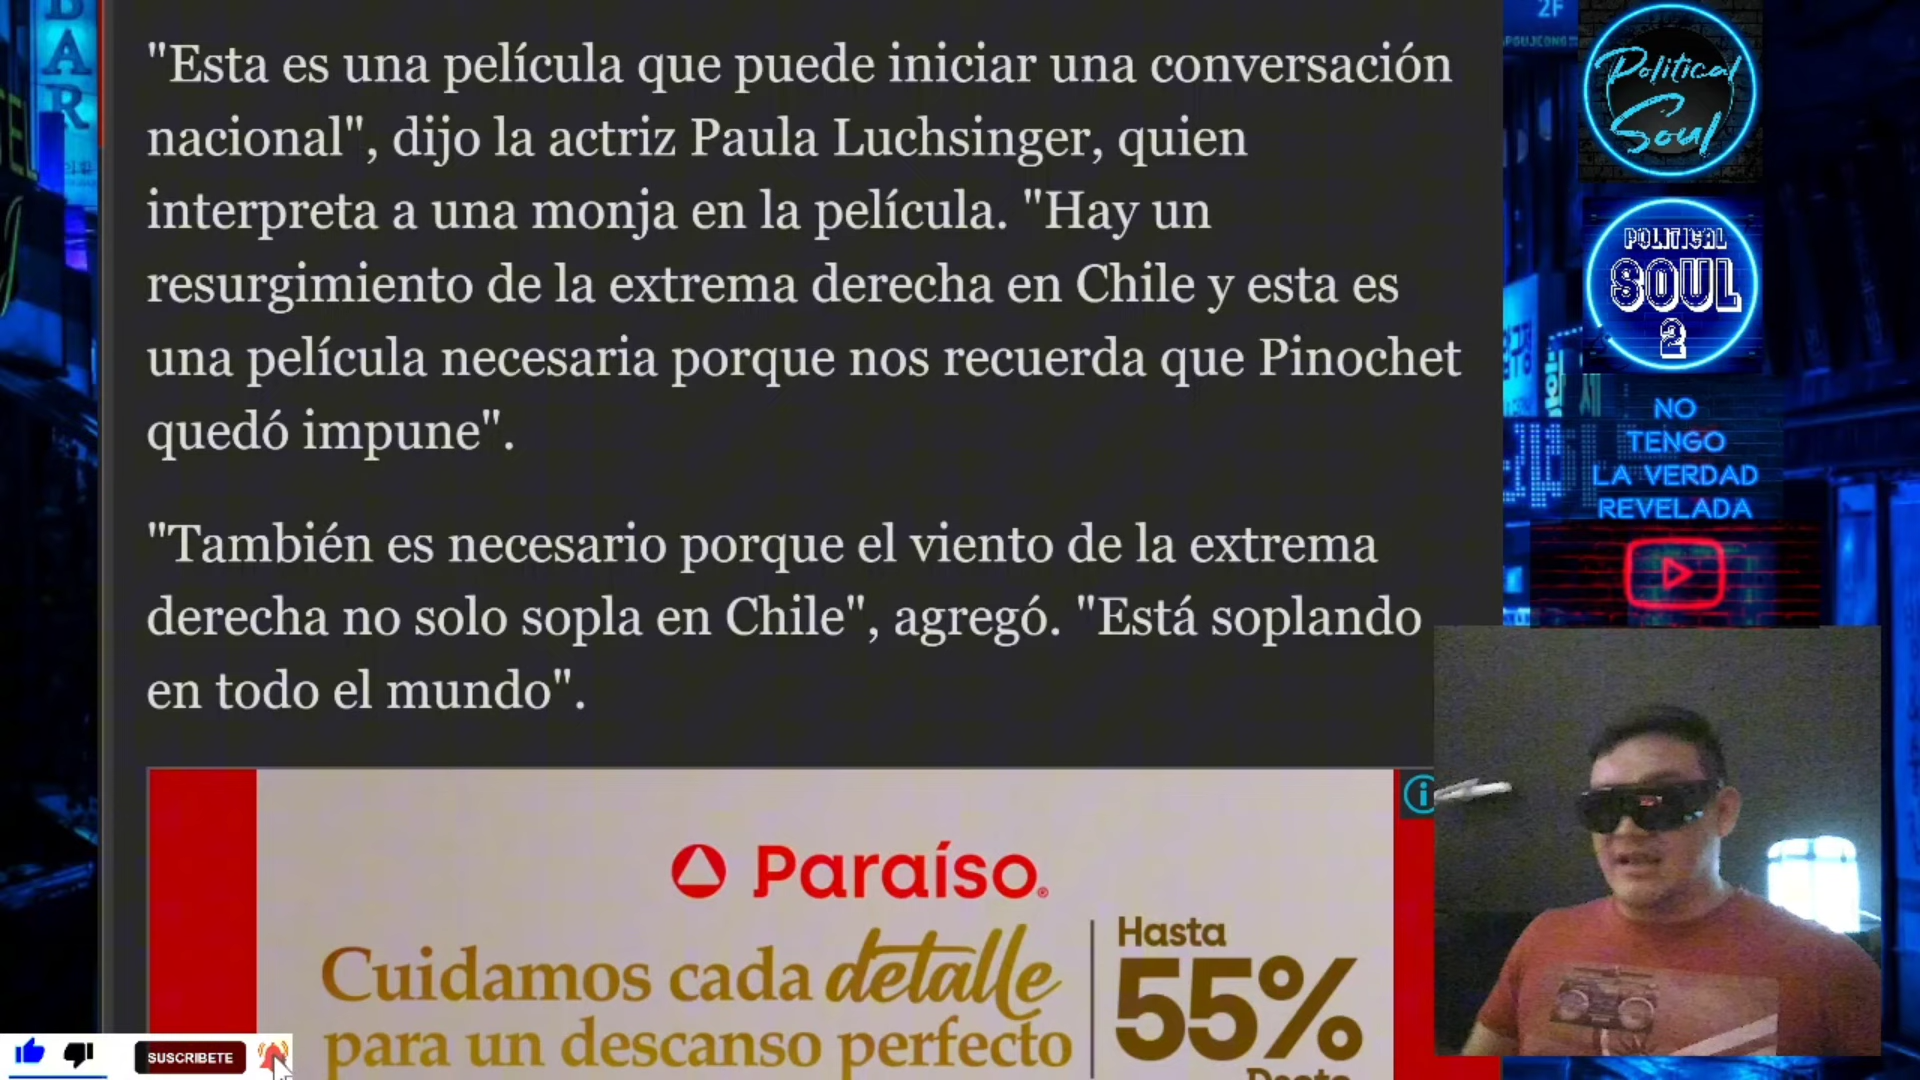 BAR
"Esta es una película que puede iniciar una conversación
nacional", dijo la actriz Paula Luchsinger, quien
interpreta a una monja en la película. "Hay un
resurgimiento de la extrema derecha en Chile y esta es
una película necesaria porque nos recuerda que Pinochet
quedó impune".
"También es necesario porque el viento de la extrema
derecha no solo sopla en Chile", agregó. "Está soplando
en todo el mundo".
Paraíso
Cuidamos cada detalle
para un descanso perfecto
Hasta
55%
Dscto
SUSCRIBETE
2F
Political
Soul
POLITICAL
SOUL
2
NO
TENGO
LA VERDAD
REVELADA